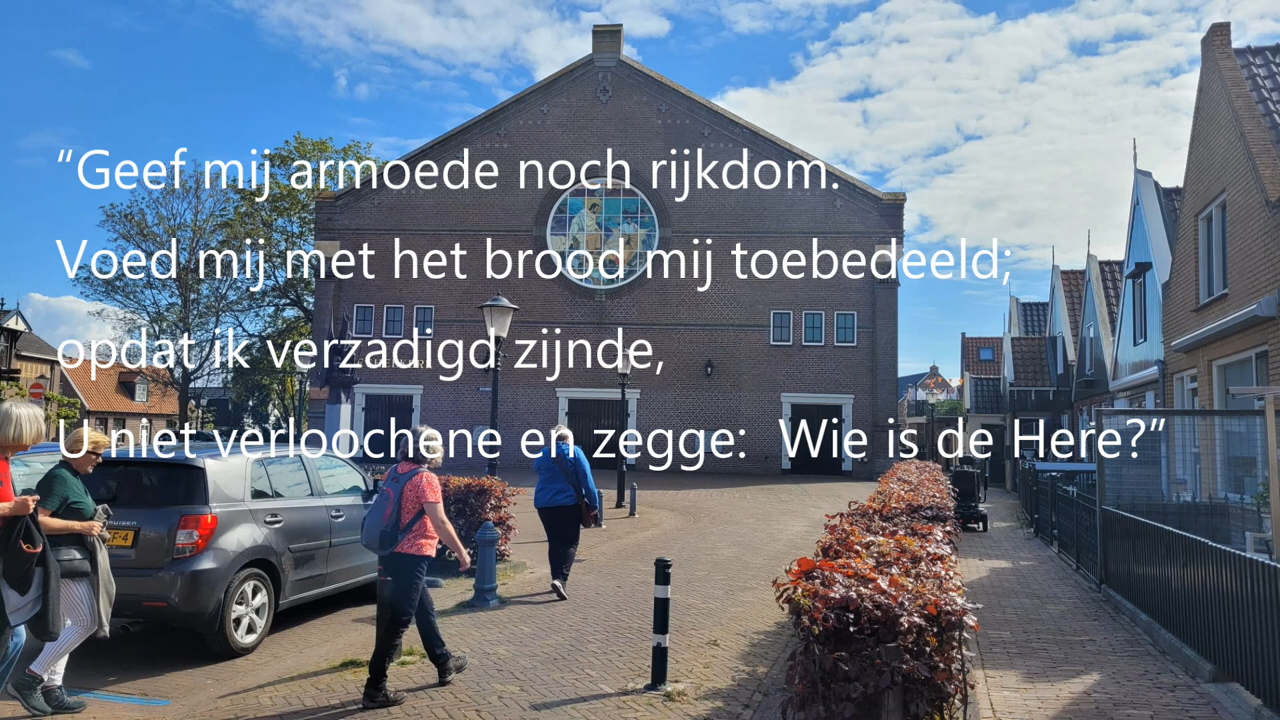 “Geef mij armoede noch rijkdom.
Voed mij met het brood mij toebedeeld;
opdat ik verzadigd zijnde,
U niet verloochene en zegge:  Wie is de Here?”